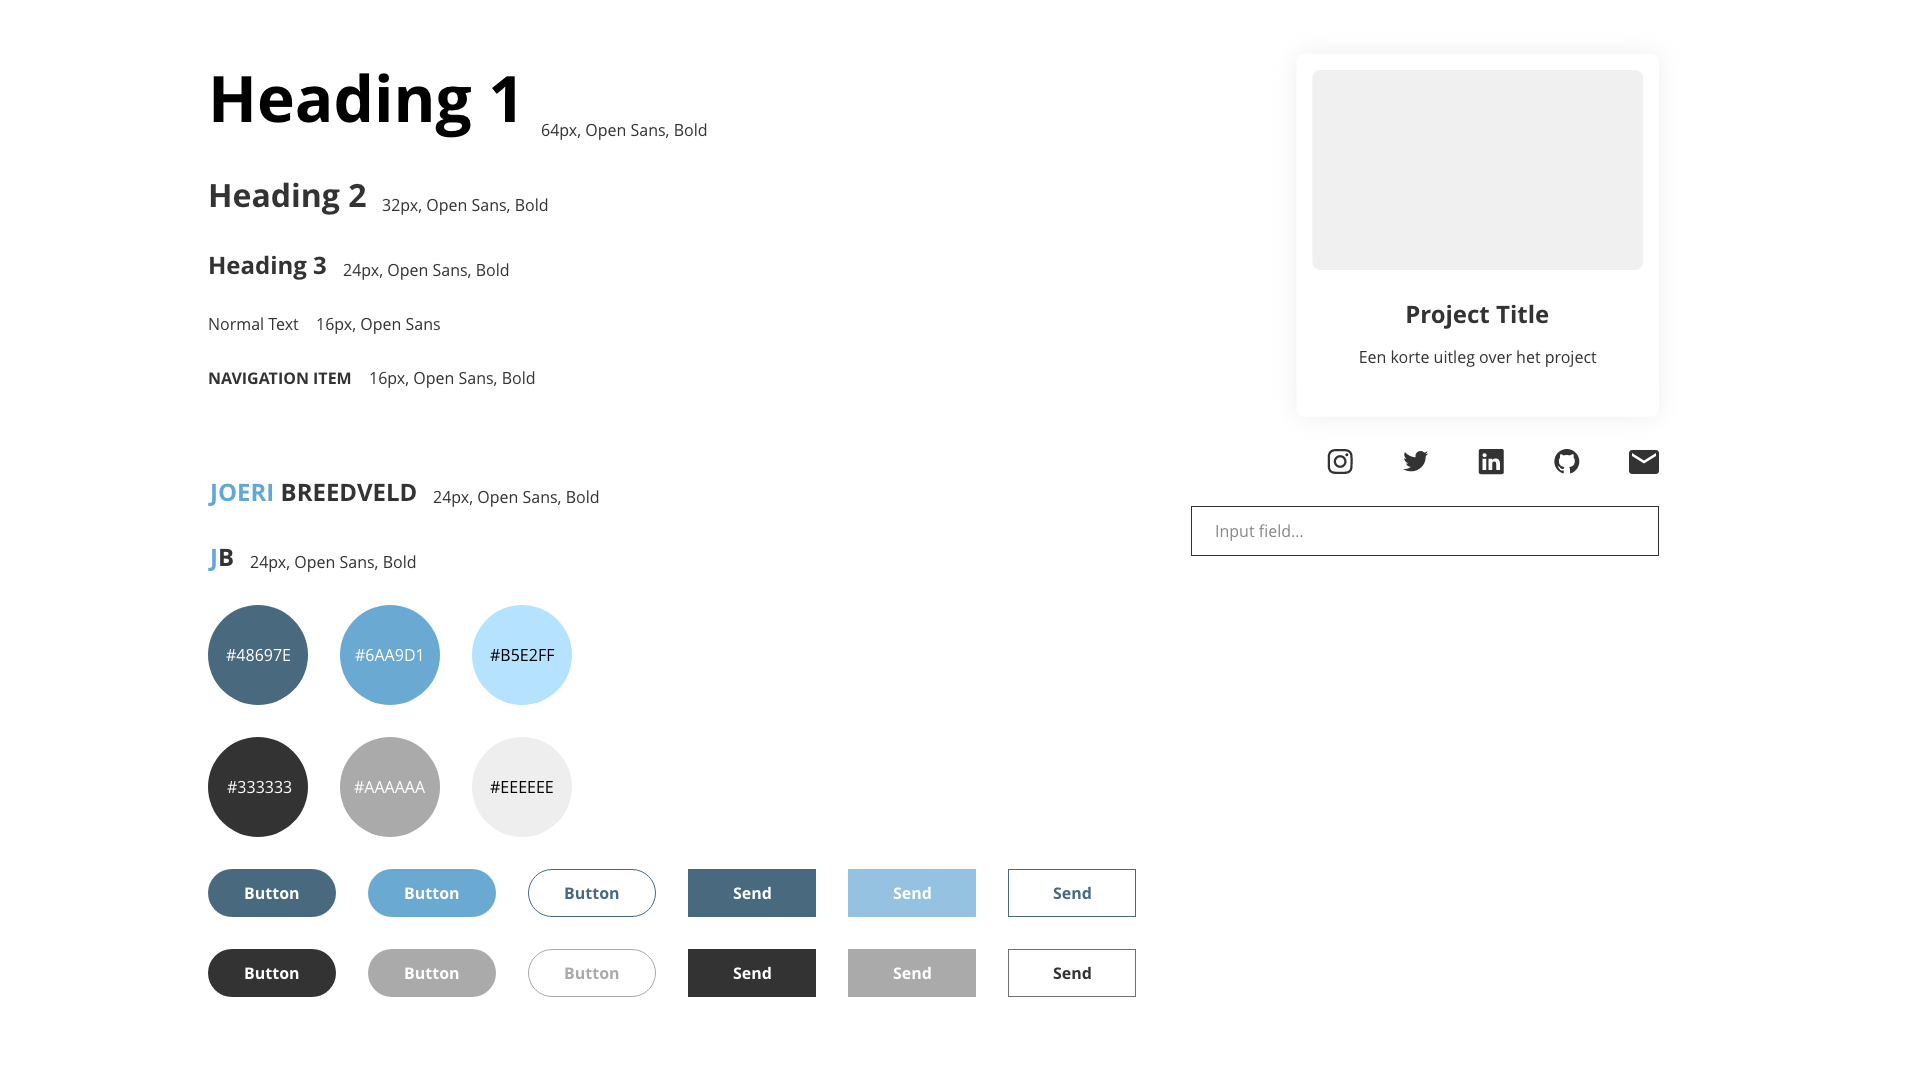 Heading 1 64px, Open Sans, Bold
Heading 2 32px, Open Sans, Bold
Heading 3 24px, Open Sans, Bold
Normal Text 16px, Open Sans
NAVIGATION ITEM 16px, Open Sans, Bold
JOERI BREEDVELD 24px, Open Sans, Bold
JB 24px, Open Sans, Bold
#48697E #6AA9D1 #B5E2FF
#333333 #AAAAAA #EEEEEE
Button Button Button Send Send Send
Button Button Button Send Send Send
Project Title
Een korte uitleg over het project
in
Input field...